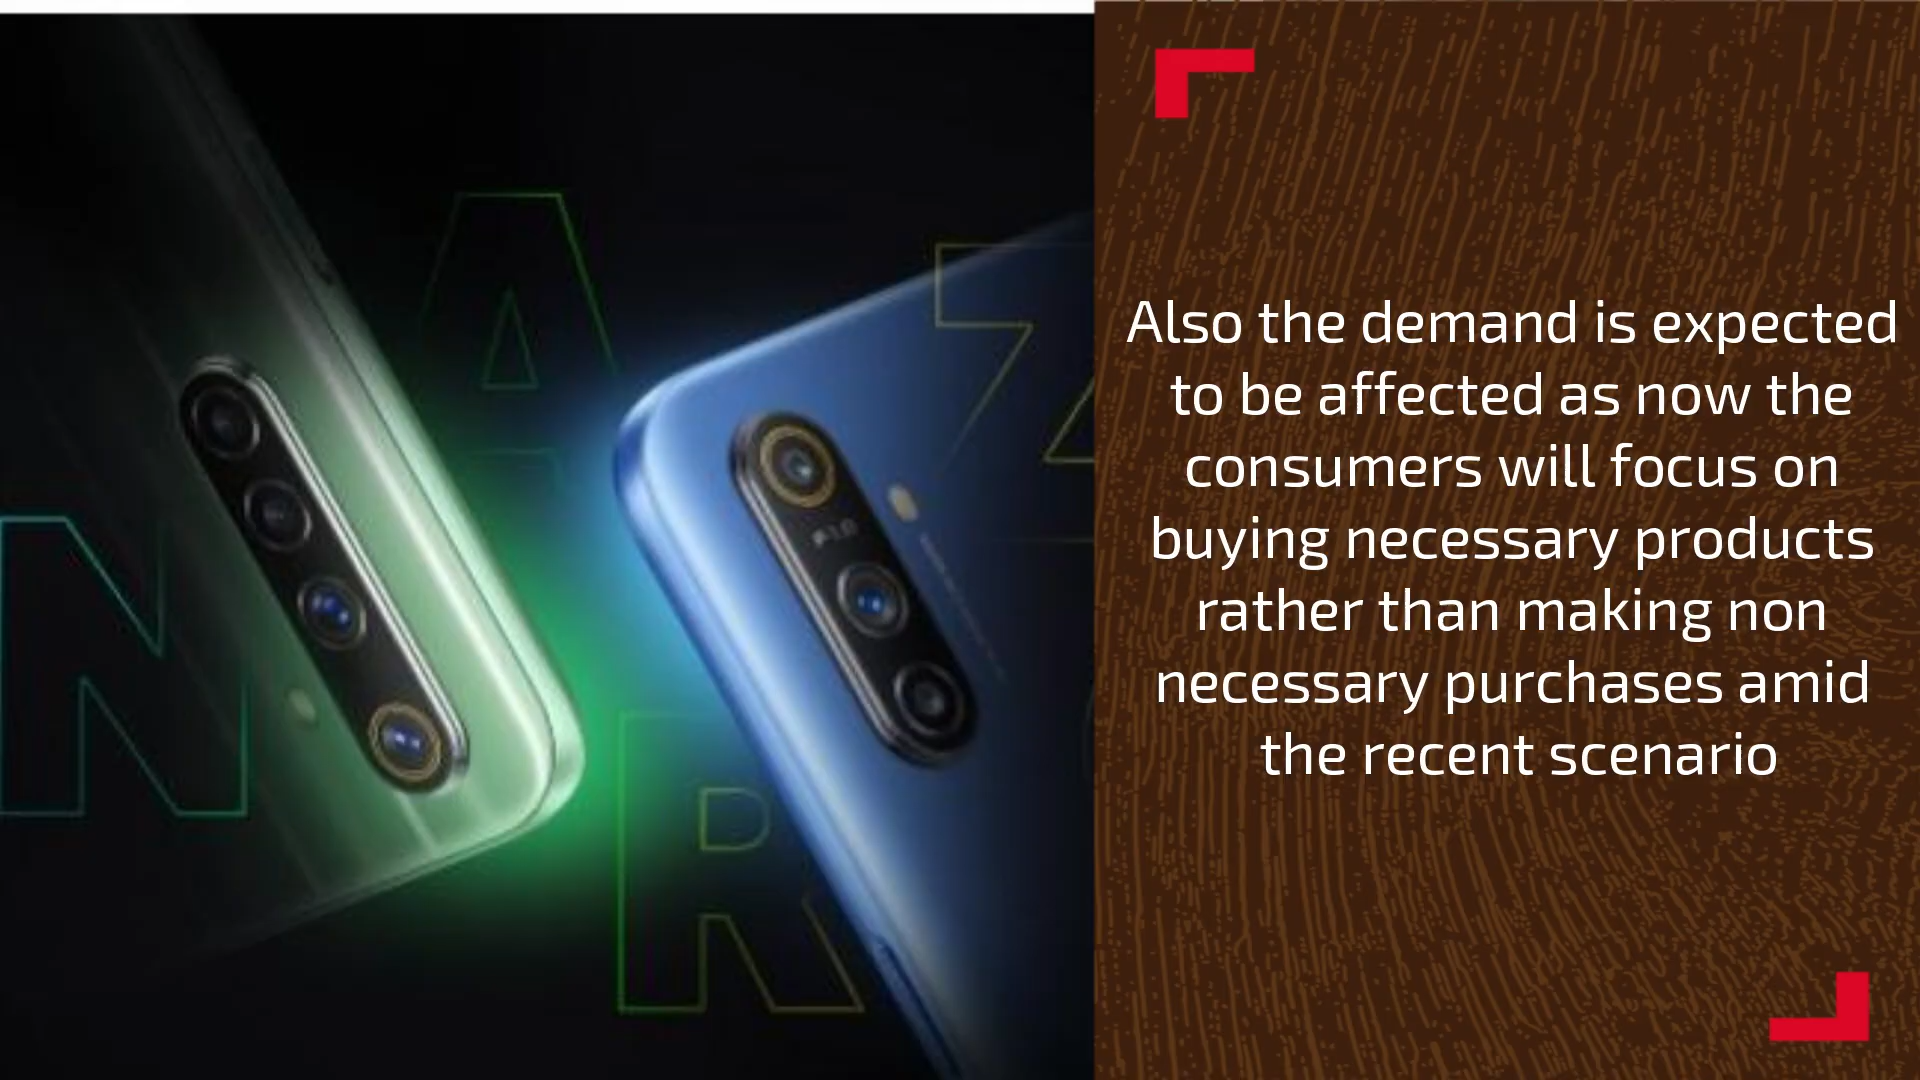 N
A
R
Z
Also the demand is expected
to be affected as now the
consumers will focus on
buying necessary products
rather than making non
necessary purchases amid
the recent scenario